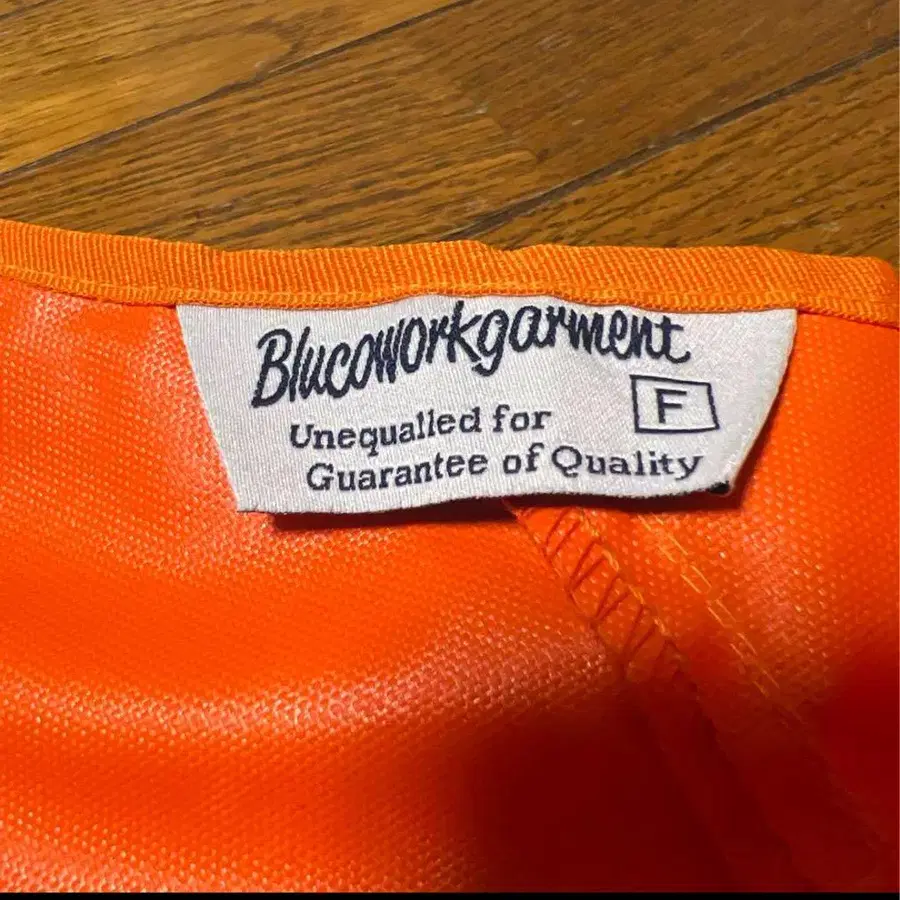 Blucoworkgarment
F
Unequalled for
Guarantee of Quality